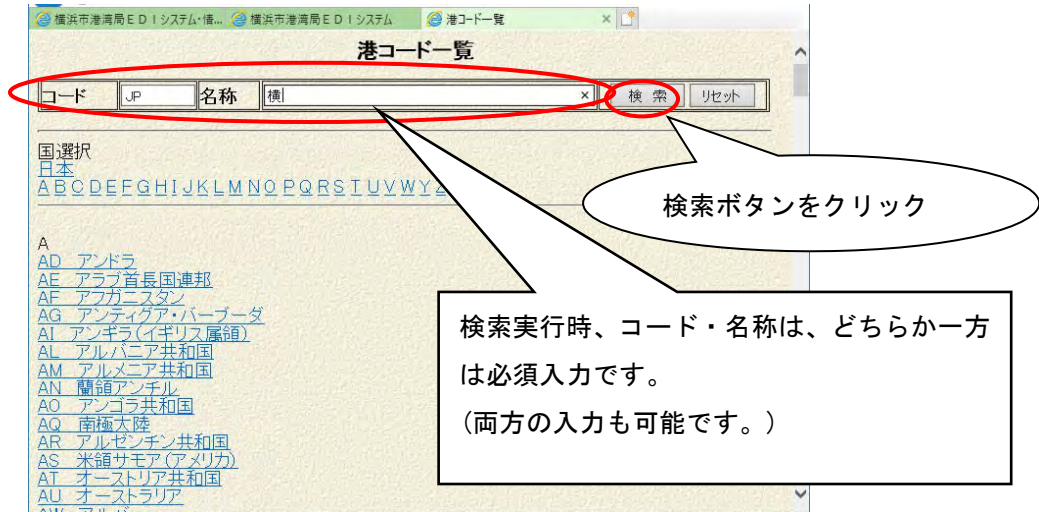 横浜市港湾局EDIシステム・情... 横浜市港湾局EDIシステム 港コード一覧 ×
港コード一覧
コード JP 名称 横 × 検 索 リセット
国選択
日本
A B C D E F G H I J K L M N O P Q R S T U V W Y Z
検索ボタンをクリック
A
AD アンドラ
AE アラブ首長国連邦
AF アフガニスタン
AG アンティグア・バーブーダ
AI アンギラ(イギリス属領)
AL アルバニア共和国
AM アルメニア共和国
AN 蘭領アンチル
AO アンゴラ共和国
AQ 南極大陸
AR アルゼンチン共和国
AS 米領サモア(アメリカ)
AT オーストリア共和国
AU オーストラリア
検索実行時、コード・名称は、どちらか一方
は必須入力です。
(両方の入力も可能です。)